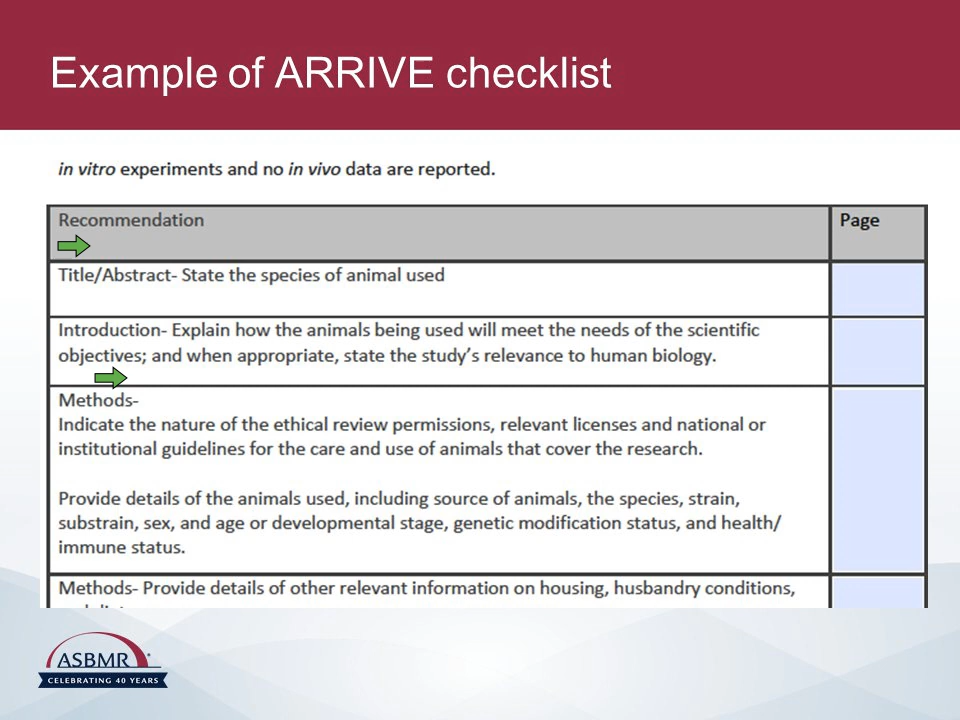 Example of ARRIVE checklist
in vitro experiments and no in vivo data are reported.
Recommendation
Page
Title/Abstract- State the species of animal used
Introduction- Explain how the animals being used will meet the needs of the scientific
objectives; and when appropriate, state the study's relevance to human biology.
Methods-
Indicate the nature of the ethical review permissions, relevant licenses and national or
institutional guidelines for the care and use of animals that cover the research.
Provide details of the animals used, including source of animals, the species, strain,
substrain, sex, and age or developmental stage, genetic modification status, and health/
immune status.
Methods- Provide details of other relevant information on housing, husbandry conditions,
ASBMR
CELEBRATING 40 YEARS